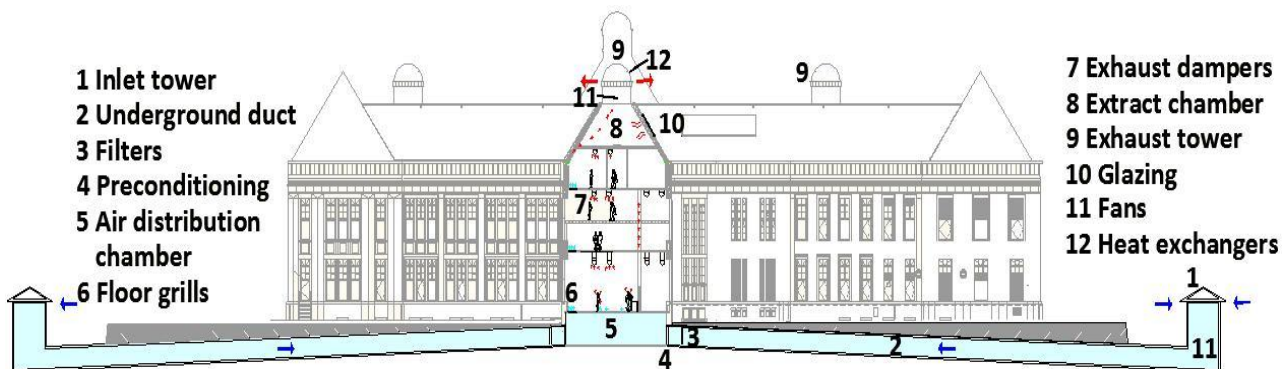 1 Inlet tower
2 Underground duct
3 Filters
4 Preconditioning
5 Air distribution
chamber
6 Floor grills
9
12
11
8
10
7
6
5
4
3
2
9
7 Exhaust dampers
8 Extract chamber
9 Exhaust tower
10 Glazing
11 Fans
12 Heat exchangers
1
11